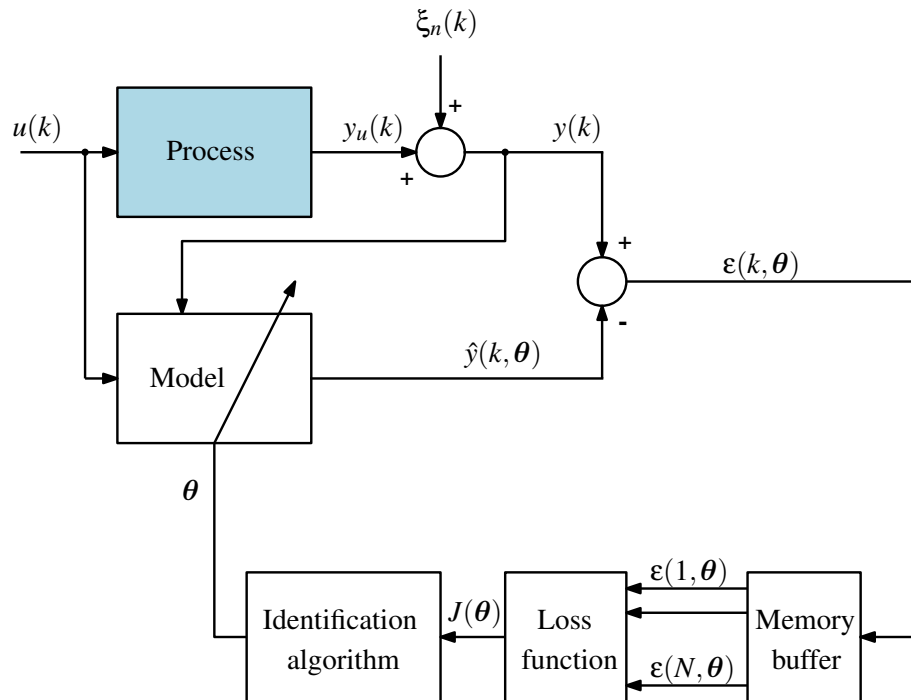 ξₙ(k)
+
u(k)
Process
yᵤ(k)
+
y(k)
+
ε(k, θ)
-
Model
ŷ(k, θ)
θ
Identification
algorithm
J(θ)
Loss
function
ε(1, θ)
ε(N, θ)
Memory
buffer